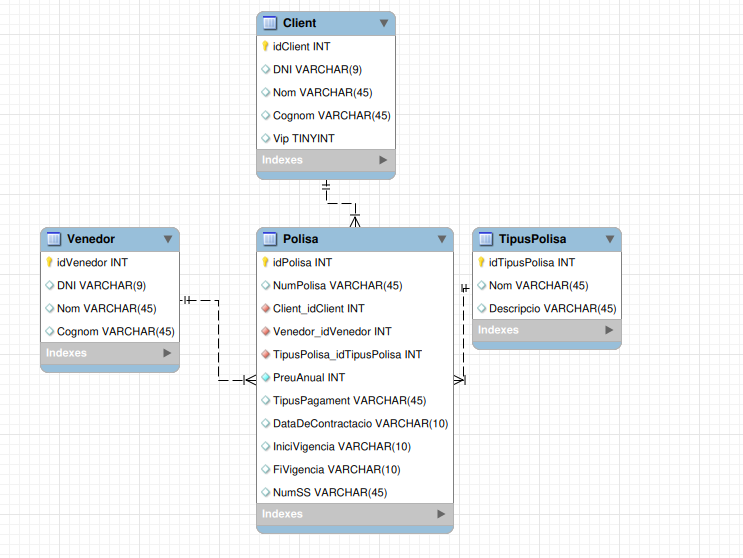 Client
idClient INT
DNI VARCHAR(9)
Nom VARCHAR(45)
Cognom VARCHAR(45)
Vip TINYINT
Indexes
Venedor
idVenedor INT
DNI VARCHAR(9)
Nom VARCHAR(45)
Cognom VARCHAR(45)
Indexes
Polisa
idPolisa INT
NumPolisa VARCHAR(45)
Client_idClient INT
Venedor_idVenedor INT
TipusPolisa_idTipusPolisa INT
PreuAnual INT
TipusPagament VARCHAR(45)
DataDeContractacio VARCHAR(10)
IniciVigencia VARCHAR(10)
FiVigencia VARCHAR(10)
NumSS VARCHAR(45)
Indexes
TipusPolisa
idTipusPolisa INT
Nom VARCHAR(45)
Descripcio VARCHAR(45)
Indexes